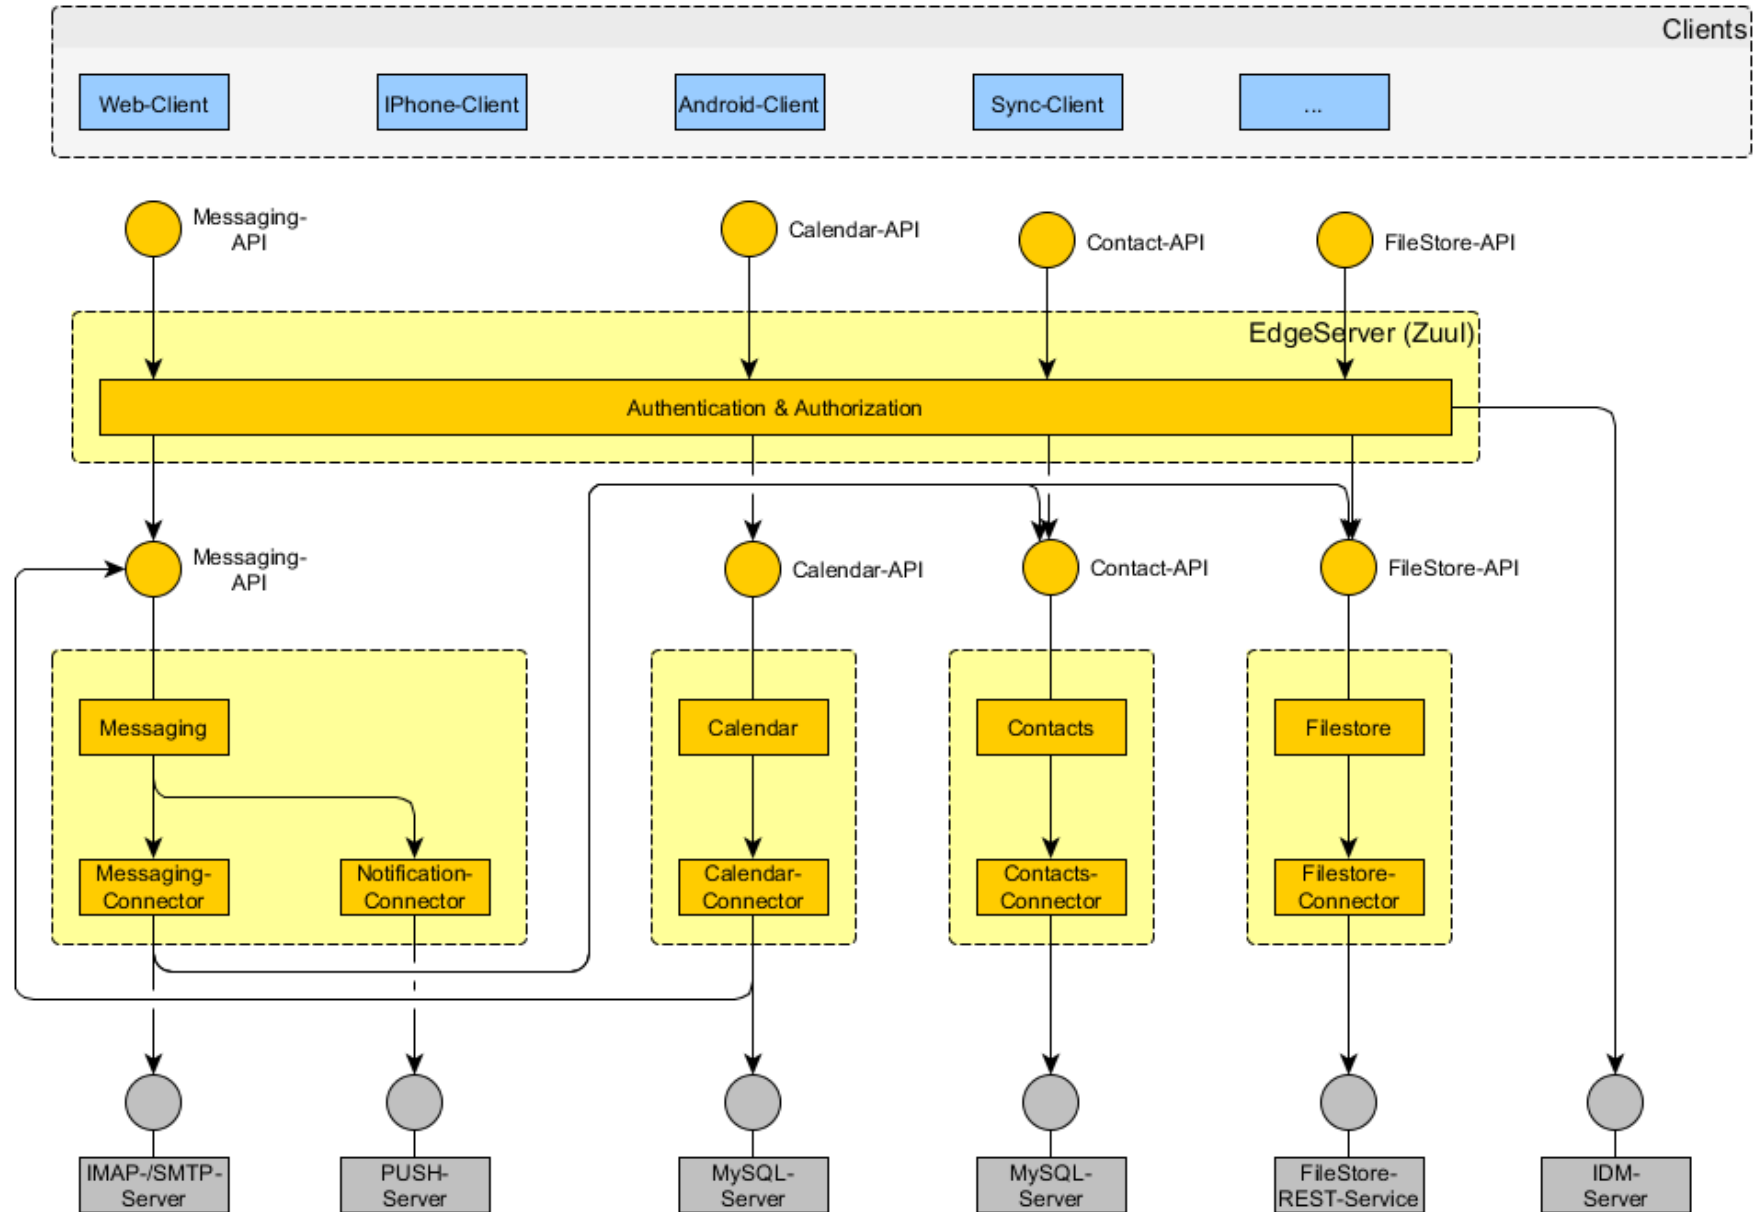 Clients
Web-Client
IPhone-Client
Android-Client
Sync-Client
...
Messaging-
API
Calendar-API
Contact-API
FileStore-API
EdgeServer (Zuul)
Authentication & Authorization
Messaging-
API
Calendar-API
Contact-API
FileStore-API
Messaging
Calendar
Contacts
Filestore
Messaging-
Connector
Notification-
Connector
Calendar-
Connector
Contacts-
Connector
Filestore-
Connector
IMAP-/SMTP-
Server
PUSH-
Server
MySQL-
Server
MySQL-
Server
FileStore-
REST-Service
IDM-
Server